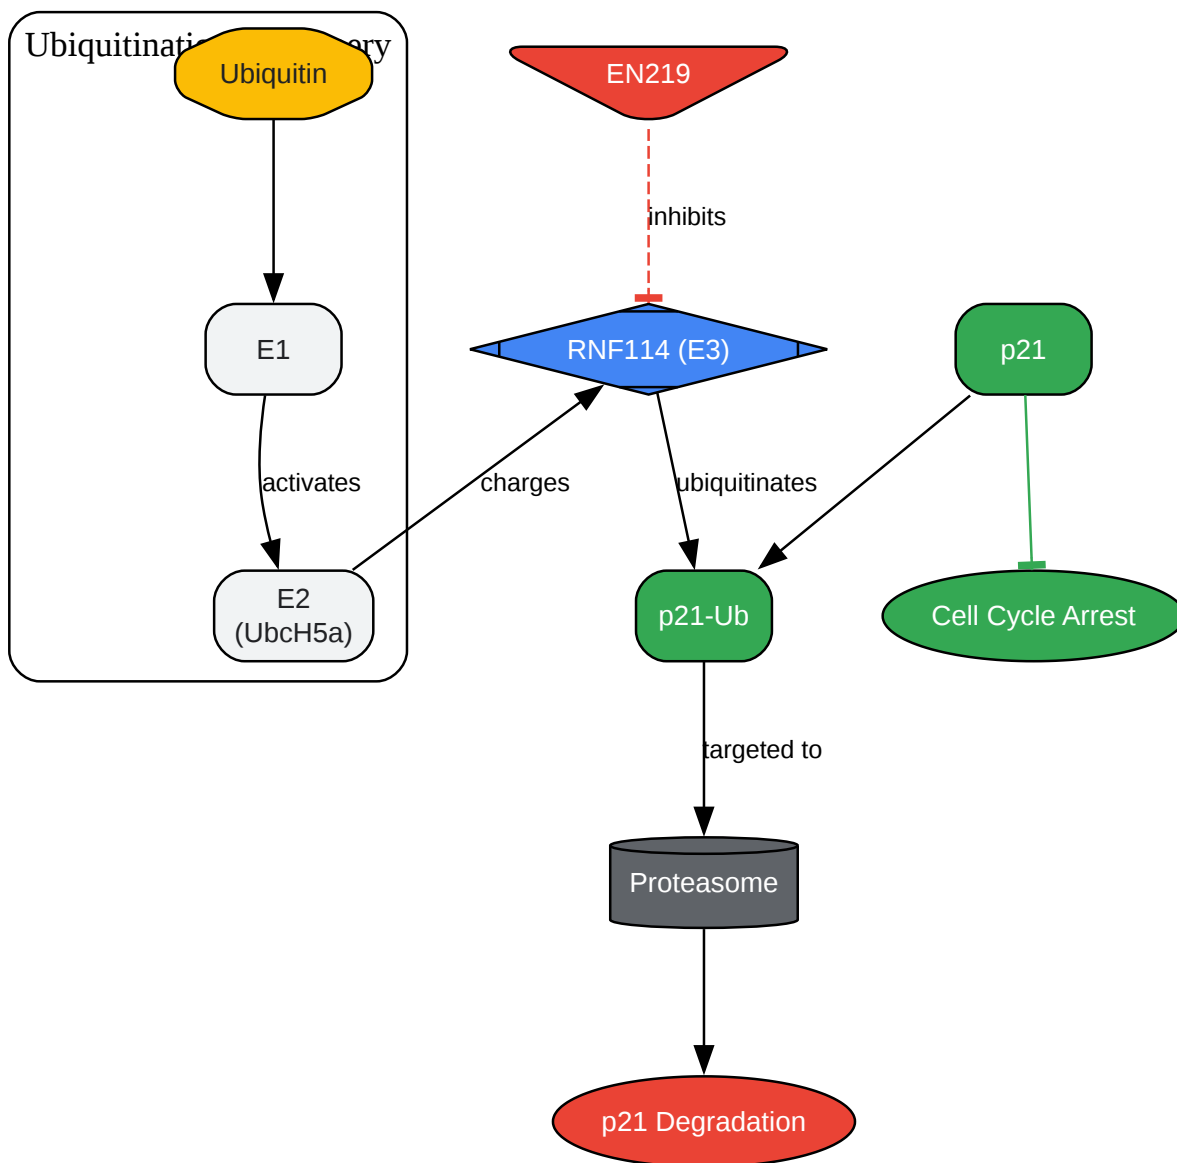 Ubiquitin
EN219
inhibits
E1
RNF114 (E3)
p21
activates
charges
ubiquitinates
E2
(UbcH5a)
p21-Ub
Cell Cycle Arrest
targeted to
Proteasome
p21 Degradation